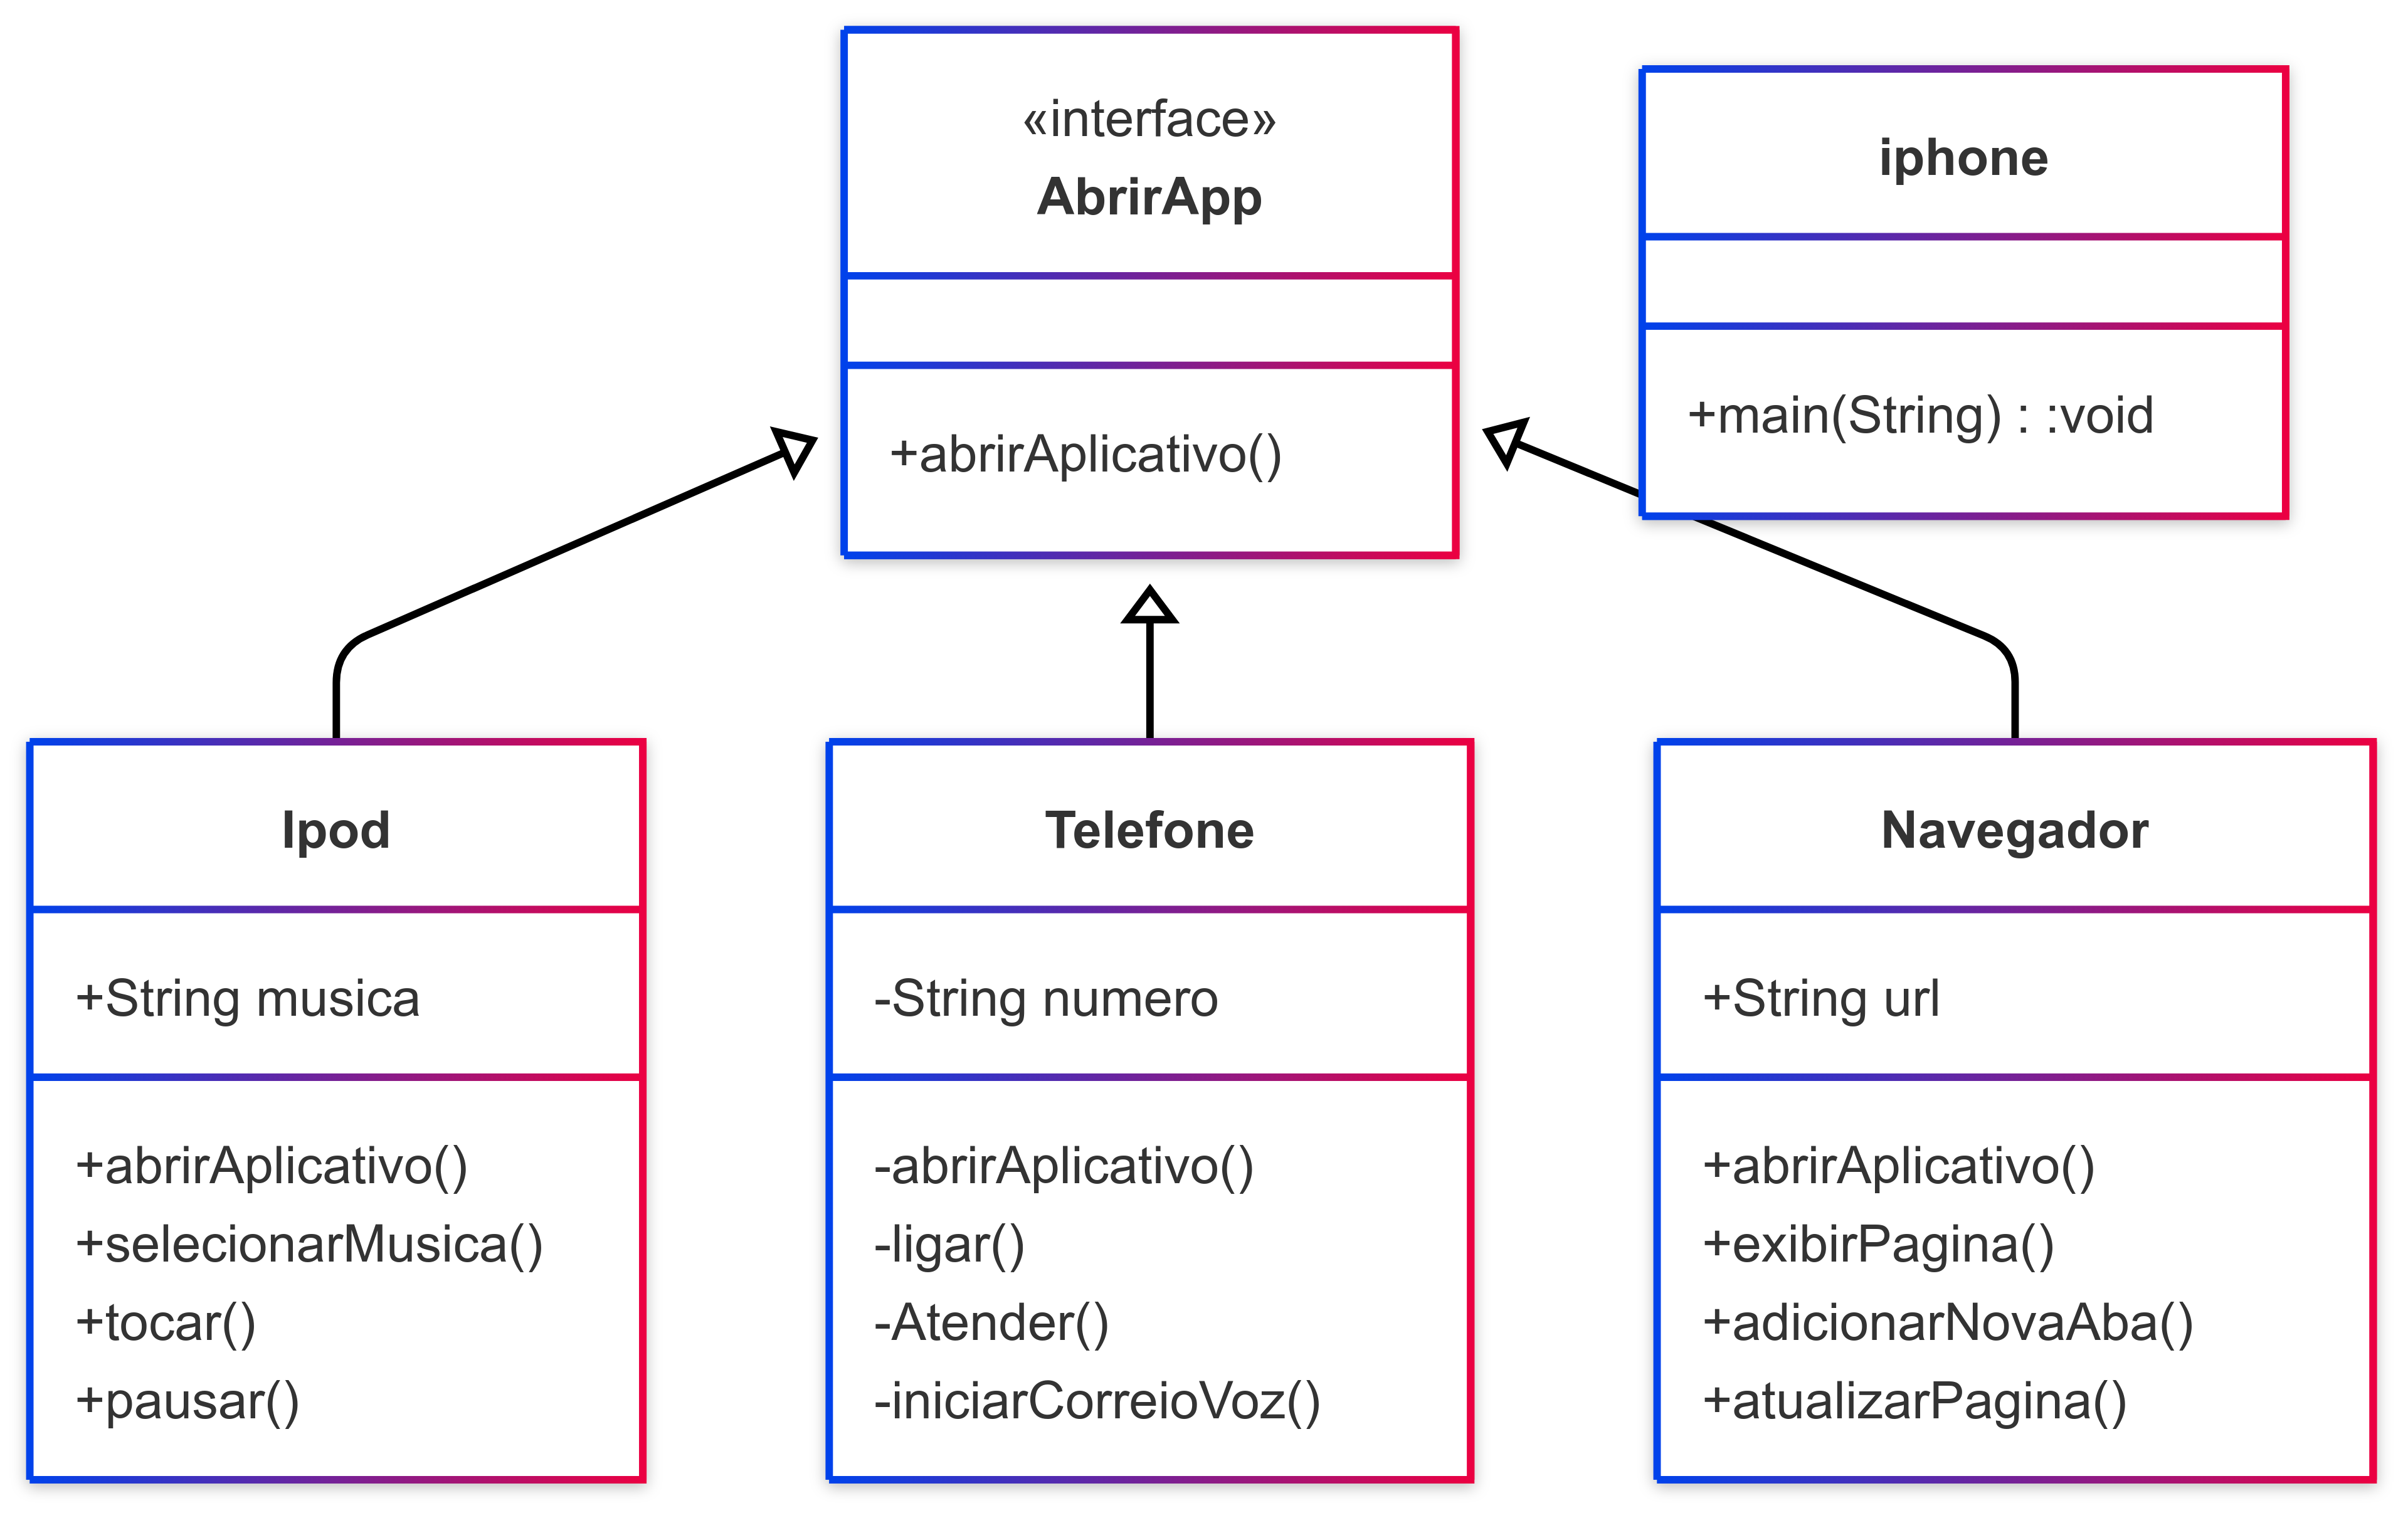 «interface»
AbrirApp
+abrirAplicativo()
iphone
+main(String) : :void
Ipod
+String musica
+abrirAplicativo()
+selecionarMusica()
+tocar()
+pausar()
Telefone
-String numero
-abrirAplicativo()
-ligar()
-Atender()
-iniciarCorreioVoz()
Navegador
+String url
+abrirAplicativo()
+exibirPagina()
+adicionarNovaAba()
+atualizarPagina()